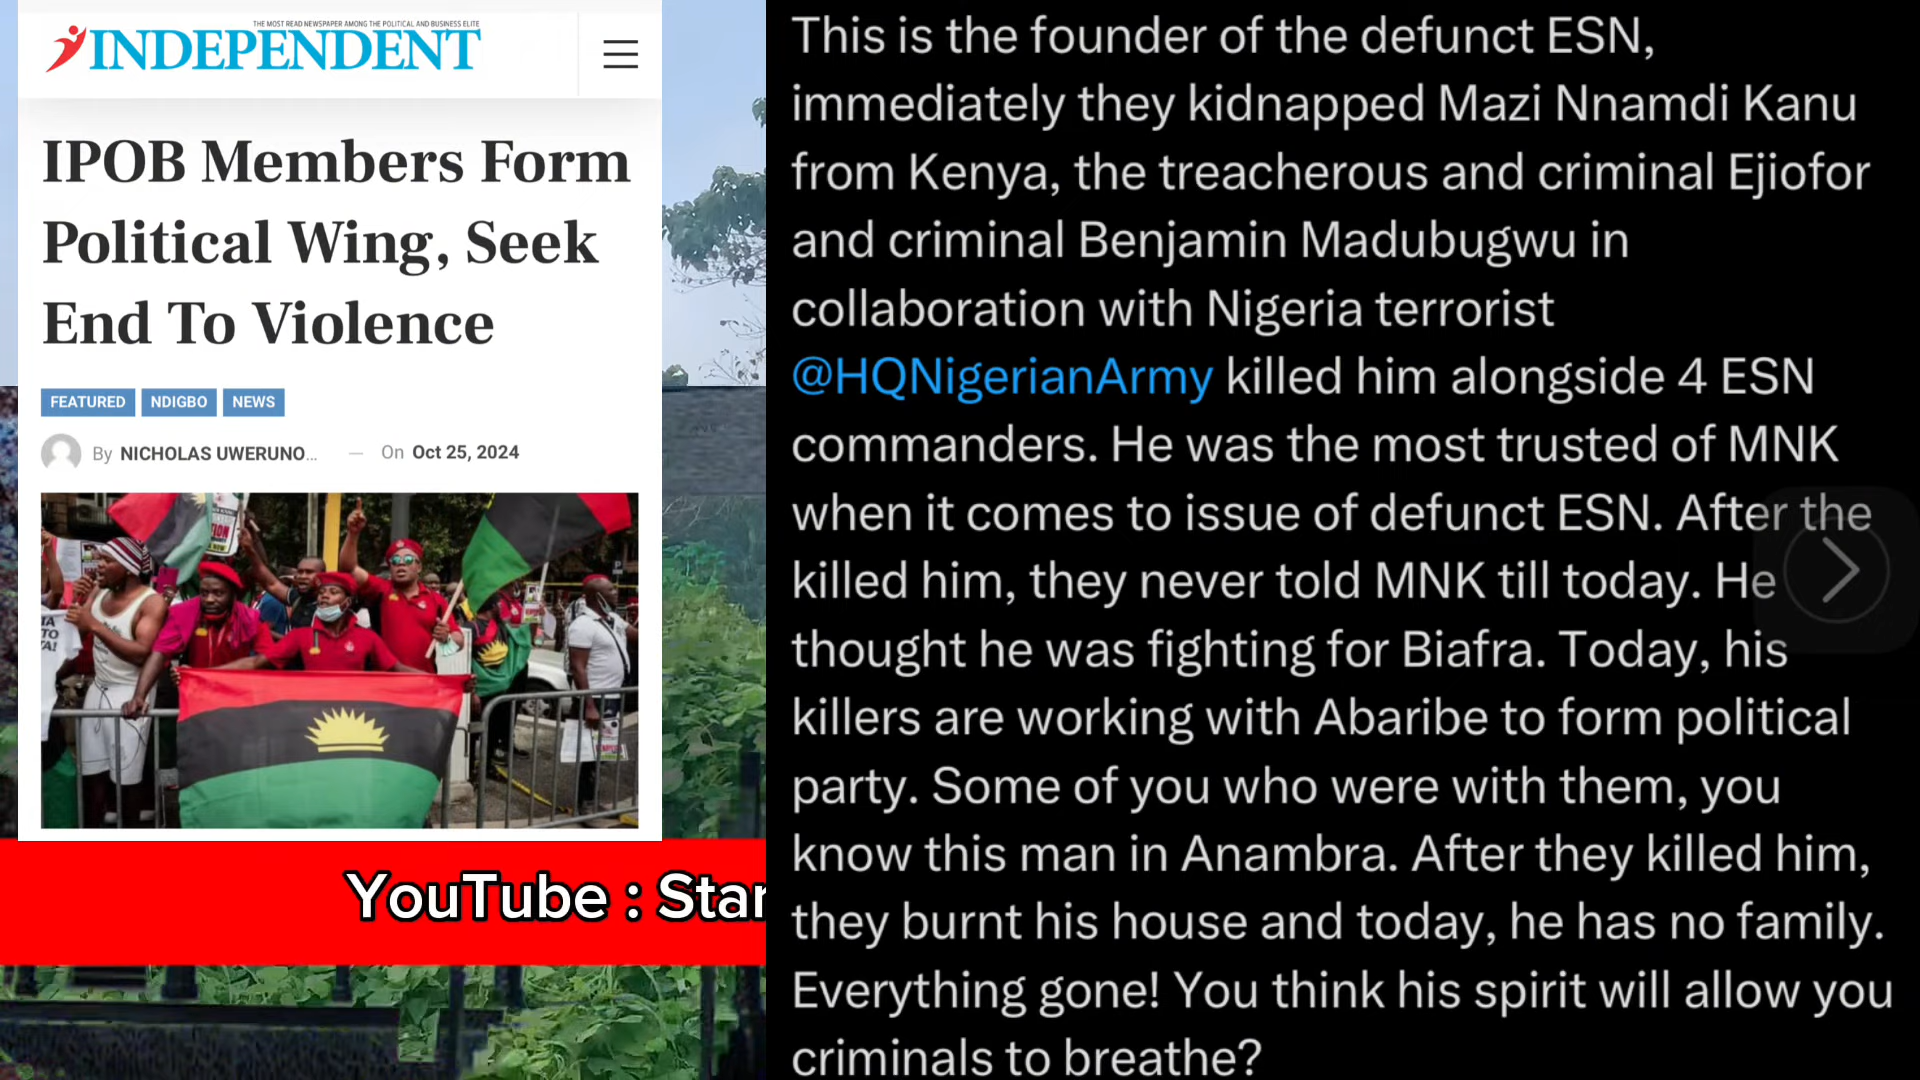 THE MOST READ NEWSPAPER AMONG THE POLITICAL AND BUSINESS ELITE
INDEPENDENT
IPOB Members Form
Political Wing, Seek
End To Violence
FEATURED NDIGBO NEWS
By NICHOLAS UWERUNO... — On Oct 25, 2024
YouTube : Star
This is the founder of the defunct ESN,
immediately they kidnapped Mazi Nnamdi Kanu
from Kenya, the treacherous and criminal Ejiofor
and criminal Benjamin Madubugwu in
collaboration with Nigeria terrorist
@HQNigerianArmy killed him alongside 4 ESN
commanders. He was the most trusted of MNK
when it comes to issue of defunct ESN. After the
killed him, they never told MNK till today. He
thought he was fighting for Biafra. Today, his
killers are working with Abaribe to form political
party. Some of you who were with them, you
know this man in Anambra. After they killed him,
they burnt his house and today, he has no family.
Everything gone! You think his spirit will allow you
criminals to breathe?